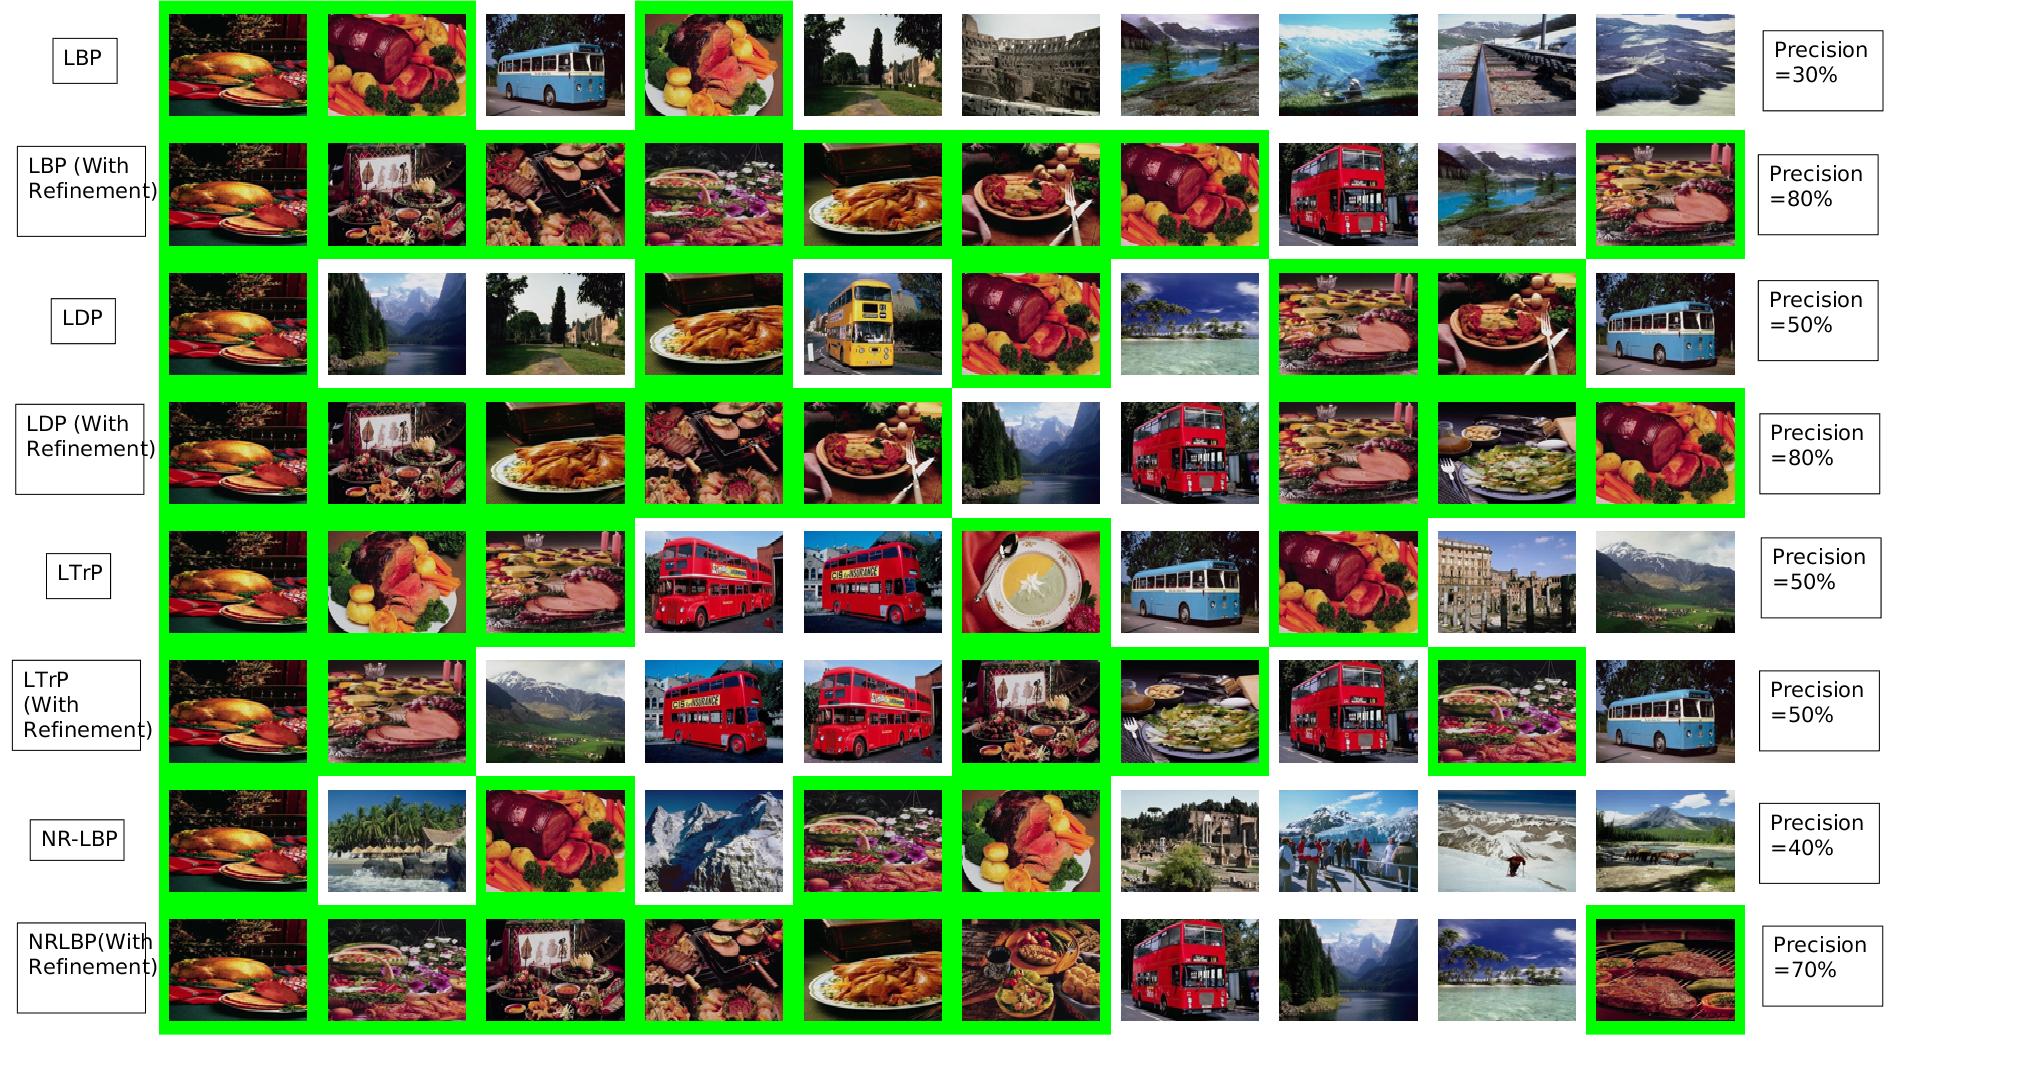 LBP
Precision
=30%
LBP (With
Refinement)
Precision
=80%
LDP
Precision
=50%
LDP (With
Refinement)
Precision
=80%
LTrP
Precision
=50%
LTrP
(With
Refinement)
Precision
=50%
NR-LBP
Precision
=40%
NRLBP(With
Refinement)
Precision
=70%